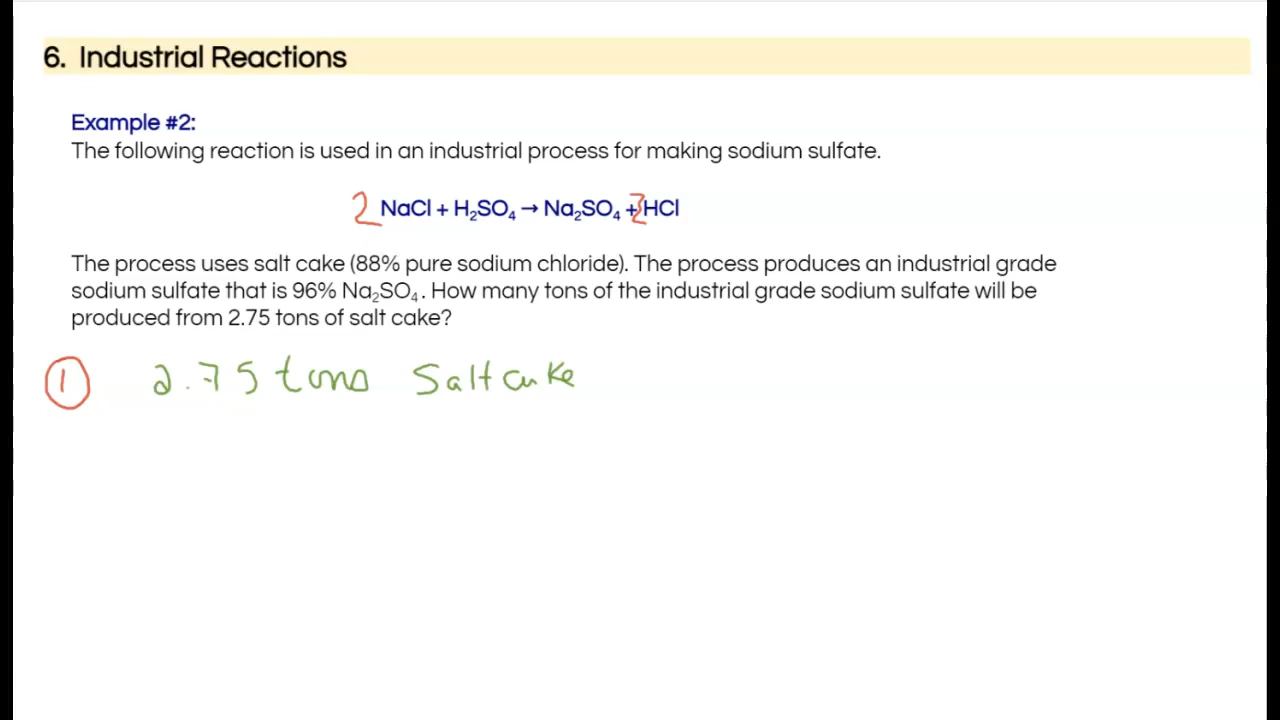 6. Industrial Reactions
Example #2:
The following reaction is used in an industrial process for making sodium sulfate.
2 NaCl + H₂SO₄ → Na₂SO₄ + 2 HCl
The process uses salt cake (88% pure sodium chloride). The process produces an industrial grade
sodium sulfate that is 96% Na₂SO₄. How many tons of the industrial grade sodium sulfate will be
produced from 2.75 tons of salt cake?
1 2.75 tons Salt cake